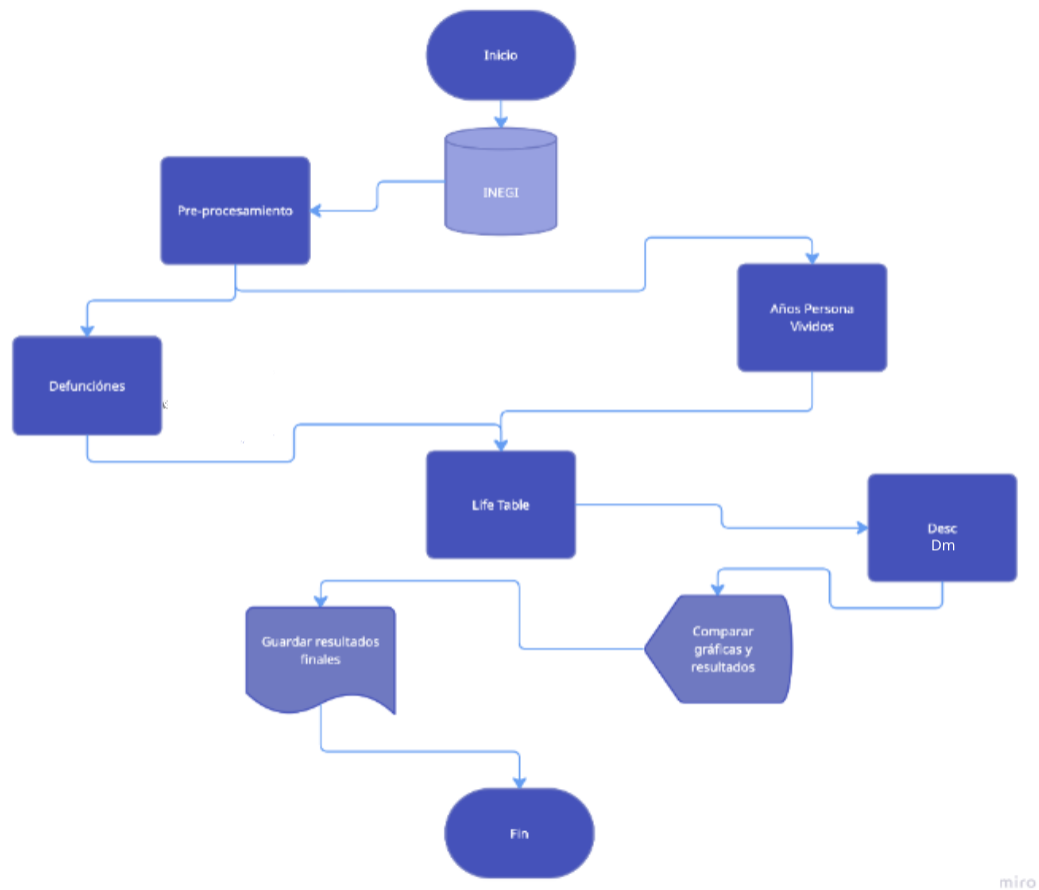 Inicio
INEGI
Pre-procesamiento
Años Persona
Vividos
Defunciónes
Life Table
Desc
Dm
Comparar
gráficas y
resultados
Guardar resultados
finales
Fin
miro